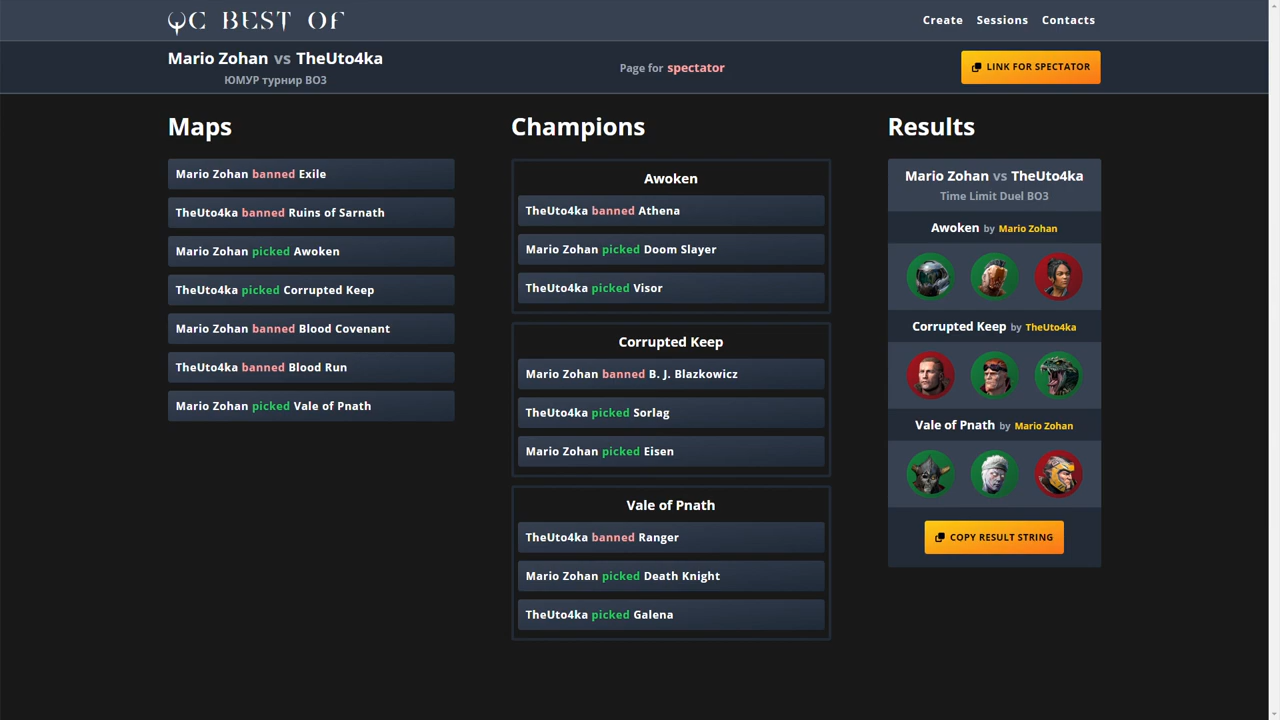 QC BEST OF
Create Sessions Contacts
Mario Zohan vs TheUto4ka
ЮМУР турнир BO3
Page for spectator
LINK FOR SPECTATOR
Maps
Mario Zohan banned Exile
TheUto4ka banned Ruins of Sarnath
Mario Zohan picked Awoken
TheUto4ka picked Corrupted Keep
Mario Zohan banned Blood Covenant
TheUto4ka banned Blood Run
Mario Zohan picked Vale of Pnath
Champions
Awoken
TheUto4ka banned Athena
Mario Zohan picked Doom Slayer
TheUto4ka picked Visor
Corrupted Keep
Mario Zohan banned B. J. Blazkowicz
TheUto4ka picked Sorlag
Mario Zohan picked Eisen
Vale of Pnath
TheUto4ka banned Ranger
Mario Zohan picked Death Knight
TheUto4ka picked Galena
Results
Mario Zohan vs TheUto4ka
Time Limit Duel BO3
Awoken by Mario Zohan
Corrupted Keep by TheUto4ka
Vale of Pnath by Mario Zohan
COPY RESULT STRING